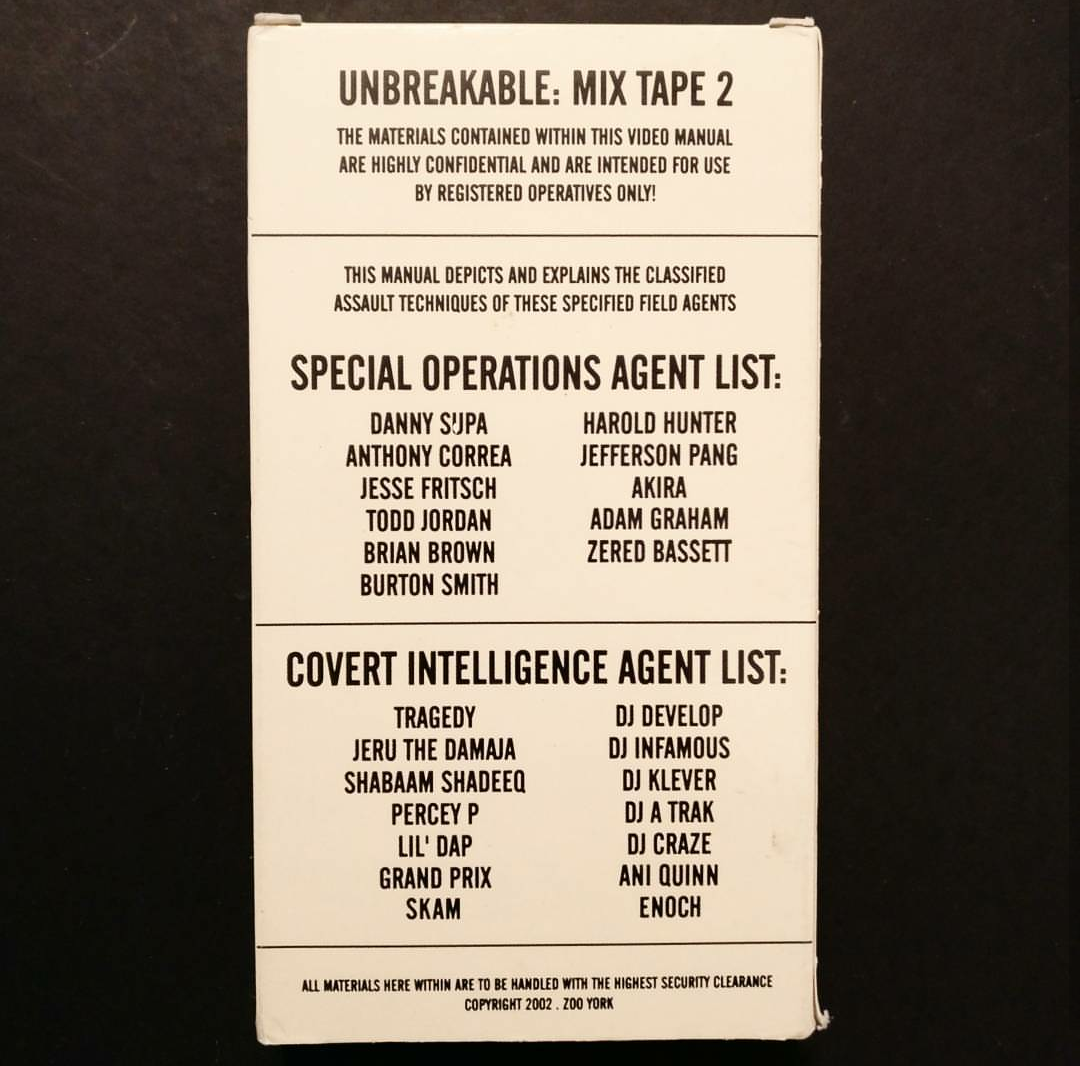 UNBREAKABLE: MIX TAPE 2
THE MATERIALS CONTAINED WITHIN THIS VIDEO MANUAL
ARE HIGHLY CONFIDENTIAL AND ARE INTENDED FOR USE
BY REGISTERED OPERATIVES ONLY!
THIS MANUAL DEPICTS AND EXPLAINS THE CLASSIFIED
ASSAULT TECHNIQUES OF THESE SPECIFIED FIELD AGENTS
SPECIAL OPERATIONS AGENT LIST:
DANNY SUPA
ANTHONY CORREA
JESSE FRITSCH
TODD JORDAN
BRIAN BROWN
BURTON SMITH
HAROLD HUNTER
JEFFERSON PANG
AKIRA
ADAM GRAHAM
ZERED BASSETT
COVERT INTELLIGENCE AGENT LIST:
TRAGEDY
JERU THE DAMAJA
SHABAAM SHADEEQ
PERCEY P
LIL' DAP
GRAND PRIX
SKAM
DJ DEVELOP
DJ INFAMOUS
DJ KLEVER
DJ A TRAK
DJ CRAZE
ANI QUINN
ENOCH
ALL MATERIALS HERE WITHIN ARE TO BE HANDLED WITH THE HIGHEST SECURITY CLEARANCE
COPYRIGHT 2002 . ZOO YORK